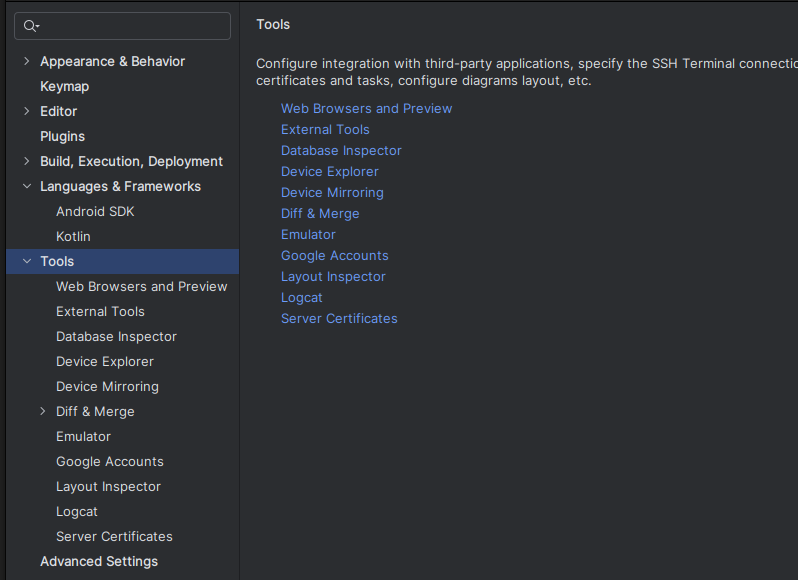 Appearance & Behavior
Keymap
Editor
Plugins
Build, Execution, Deployment
Languages & Frameworks
Android SDK
Kotlin
Tools
Web Browsers and Preview
External Tools
Database Inspector
Device Explorer
Device Mirroring
Diff & Merge
Emulator
Google Accounts
Layout Inspector
Logcat
Server Certificates
Advanced Settings
Tools
Configure integration with third-party applications, specify the SSH Terminal connectio
certificates and tasks, configure diagrams layout, etc.
Web Browsers and Preview
External Tools
Database Inspector
Device Explorer
Device Mirroring
Diff & Merge
Emulator
Google Accounts
Layout Inspector
Logcat
Server Certificates